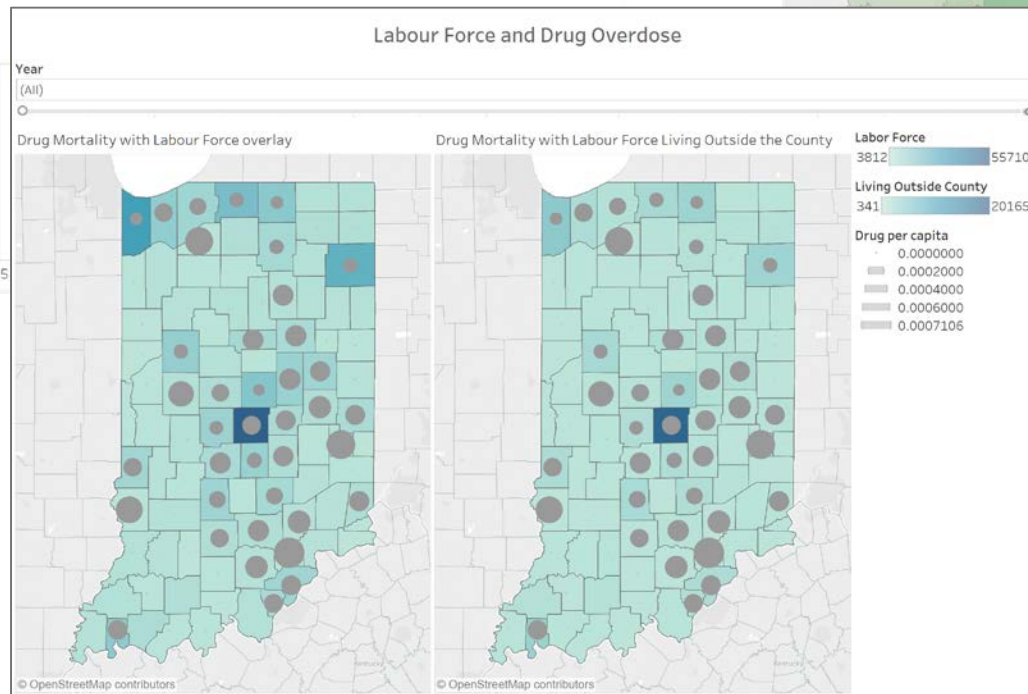 Labour Force and Drug Overdose
Year
(All)
Drug Mortality with Labour Force overlay
Drug Mortality with Labour Force Living Outside the County
Labor Force
3812
55710
Living Outside County
341
20165
Drug per capita
0.0000000
0.0002000
0.0004000
0.0006000
0.0007106
5
© OpenStreetMap contributors
© OpenStreetMap contributors